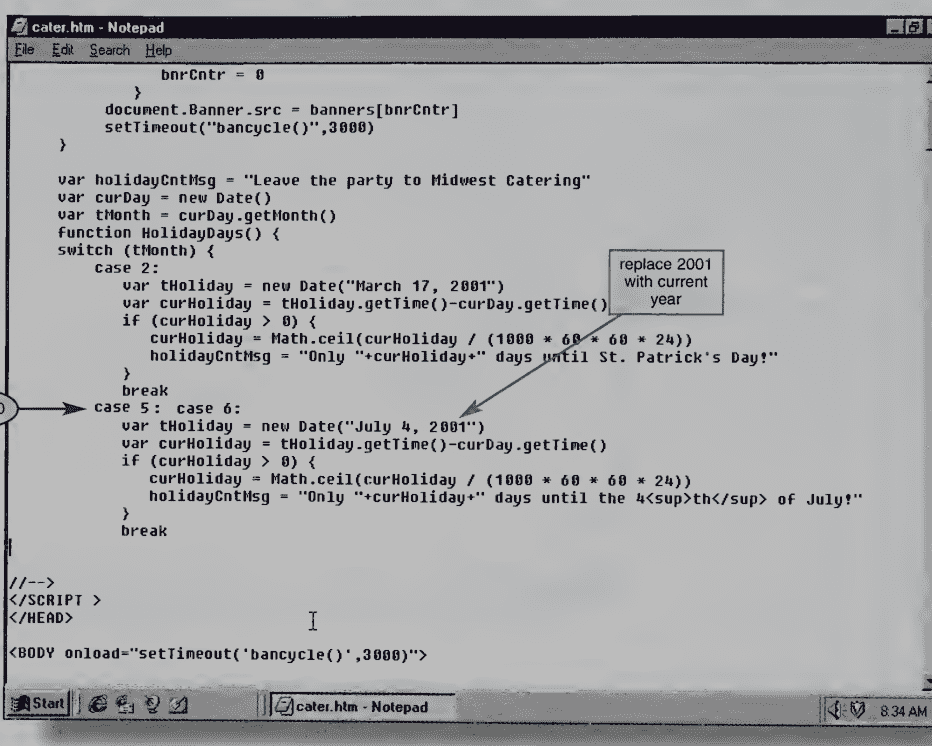 cater.htm - Notepad
File Edit Search Help
bnrCntr = 0
}
document.Banner.src = banners[bnrCntr]
setTimeout("bancycle()",3000)
}
var holidayCntMsg = "Leave the party to Midwest Catering"
var curDay = new Date()
var tMonth = curDay.getMonth()
function HolidayDays() {
switch (tMonth) {
case 2:
var tHoliday = new Date("March 17, 2001")
var curHoliday = tHoliday.getTime()-curDay.getTime()
if (curHoliday > 0) {
curHoliday = Math.ceil(curHoliday / (1000 * 60 * 60 * 24))
holidayCntMsg = "Only "+curHoliday+" days until St. Patrick's Day!"
}
break
case 5: case 6:
var tHoliday = new Date("July 4, 2001")
var curHoliday = tHoliday.getTime()-curDay.getTime()
if (curHoliday > 0) {
curHoliday = Math.ceil(curHoliday / (1000 * 60 * 60 * 24))
holidayCntMsg = "Only "+curHoliday+" days until the 4<sup>th</sup> of July!"
}
break
//-->
</SCRIPT >
</HEAD>
<BODY onload="setTimeout('bancycle()',3000)">
replace 2001
with current
year
Start
cater.htm - Notepad
8:34 AM